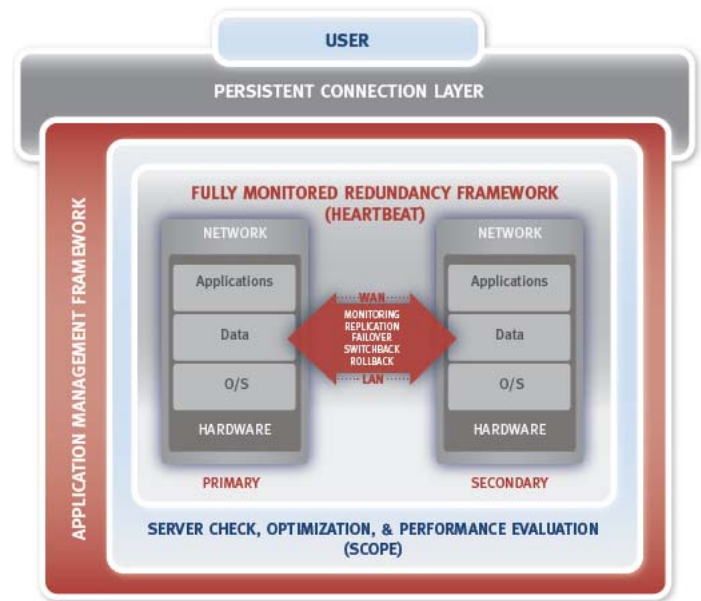 USER
PERSISTENT CONNECTION LAYER
APPLICATION MANAGEMENT FRAMEWORK
FULLY MONITORED REDUNDANCY FRAMEWORK
(HEARTBEAT)
NETWORK
Applications
Data
O/S
HARDWARE
PRIMARY
WAN
MONITORING
REPLICATION
FAILOVER
SWITCHBACK
ROLLBACK
LAN
NETWORK
Applications
Data
O/S
HARDWARE
SECONDARY
SERVER CHECK, OPTIMIZATION, & PERFORMANCE EVALUATION
(SCOPE)